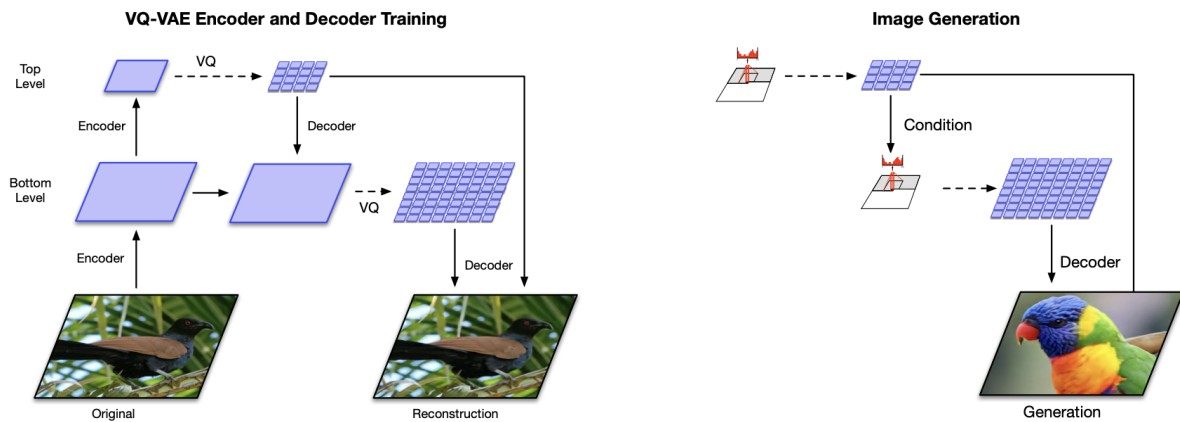 VQ-VAE Encoder and Decoder Training
Top
Level
VQ
Encoder
Decoder
Bottom
Level
VQ
Encoder
Decoder
Original
Reconstruction
Image Generation
Condition
Decoder
Generation